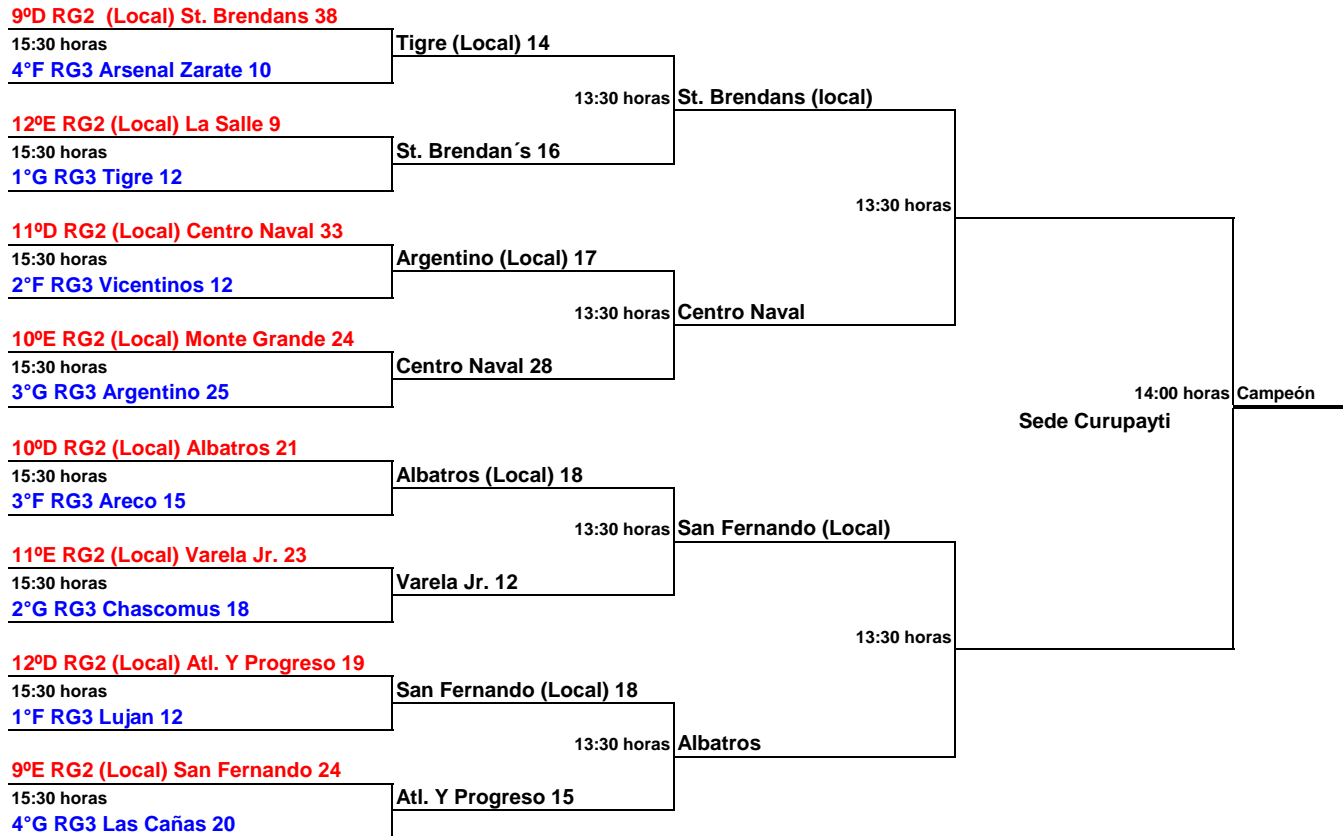 9ºD RG2  (Local) St. Brendans 38
15:30 horas
4°F RG3 Arsenal Zarate 10
12ºE RG2 (Local) La Salle 9
15:30 horas
1°G RG3 Tigre 12
11ºD RG2 (Local) Centro Naval 33
15:30 horas
2°F RG3 Vicentinos 12
10ºE RG2 (Local) Monte Grande 24
15:30 horas
3°G RG3 Argentino 25
10ºD RG2 (Local) Albatros 21
15:30 horas
3°F RG3 Areco 15
11ºE RG2 (Local) Varela Jr. 23
15:30 horas
2°G RG3 Chascomus 18
12ºD RG2 (Local) Atl. Y Progreso 19
15:30 horas
1°F RG3 Lujan 12
9ºE RG2 (Local) San Fernando 24
15:30 horas
4°G RG3 Las Cañas 20
Tigre (Local) 14
13:30 horas
St. Brendan´s 16
Argentino (Local) 17
13:30 horas
Centro Naval 28
Albatros (Local) 18
13:30 horas
Varela Jr. 12
San Fernando (Local) 18
13:30 horas
Atl. Y Progreso 15
St. Brendans (local)
13:30 horas
Centro Naval
San Fernando (Local)
13:30 horas
Albatros
14:00 horas
Sede Curupayti
Campeón